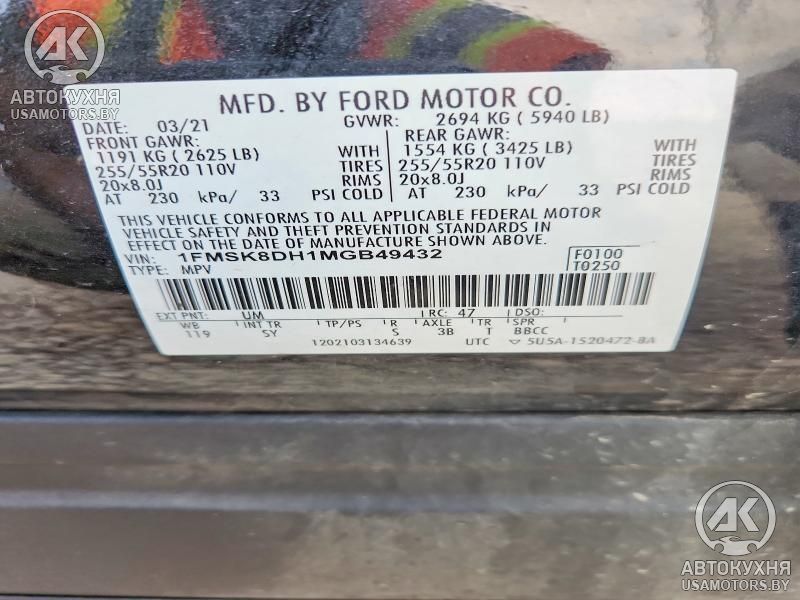 AK
АВТОКУХНЯ
USAMOTORS.BY
MFD. BY FORD MOTOR CO.
DATE: 03/21 GVWR: 2694 KG ( 5940 LB)
FRONT GAWR: REAR GAWR:
1191 KG ( 2625 LB) WITH 1554 KG ( 3425 LB) WITH
255/55R20 110V TIRES 255/55R20 110V TIRES
20x8.0J RIMS 20x8.0J RIMS
AT 230 kPa/ 33 PSI COLD AT 230 kPa/ 33 PSI COLD
THIS VEHICLE CONFORMS TO ALL APPLICABLE FEDERAL MOTOR
VEHICLE SAFETY AND THEFT PREVENTION STANDARDS IN
EFFECT ON THE DATE OF MANUFACTURE SHOWN ABOVE.
VIN: 1FMSK8DH1MGB49432 F0100
TYPE: MPV T0250
EXT PNT: UM RC: 47 DSO:
WB INT TR TP/PS R AXLE TR SPR
119 SY S 3B T BBCC
1202103134639 UTC ▽ 5U5A-1520472-BA
AK
АВТОКУХНЯ
USAMOTORS.BY